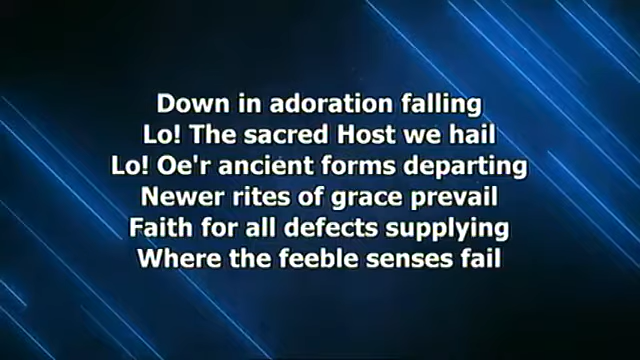 Down in adoration falling
Lo! The sacred Host we hail
Lo! Oe'r ancient forms departing
Newer rites of grace prevail
Faith for all defects supplying
Where the feeble senses fail